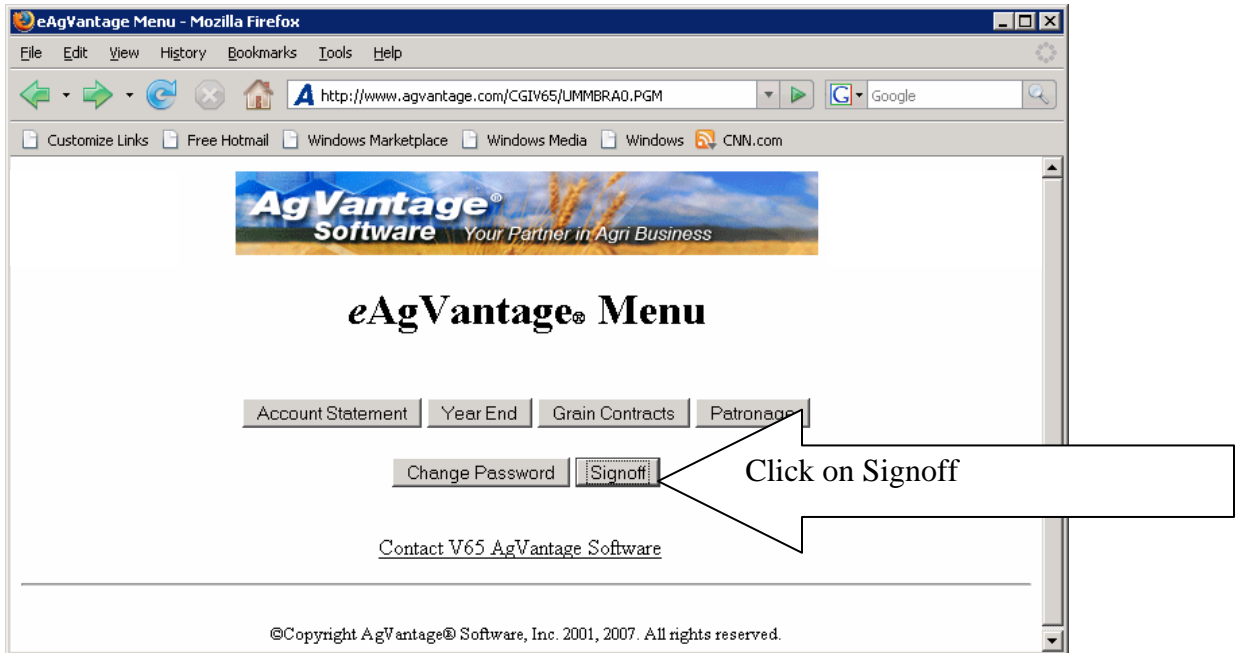 eAgVantage Menu - Mozilla Firefox
File Edit View History Bookmarks Tools Help
A http://www.agvantage.com/CGIV65/UMMBRA0.PGM G Google
Customize Links Free Hotmail Windows Marketplace Windows Media Windows CNN.com
AgVantage®
Software Your Partner in Agri Business
eAgVantage® Menu
Account Statement Year End Grain Contracts Patronage
Change Password Signoff
Click on Signoff
Contact V65 AgVantage Software
©Copyright AgVantage® Software, Inc. 2001, 2007. All rights reserved.